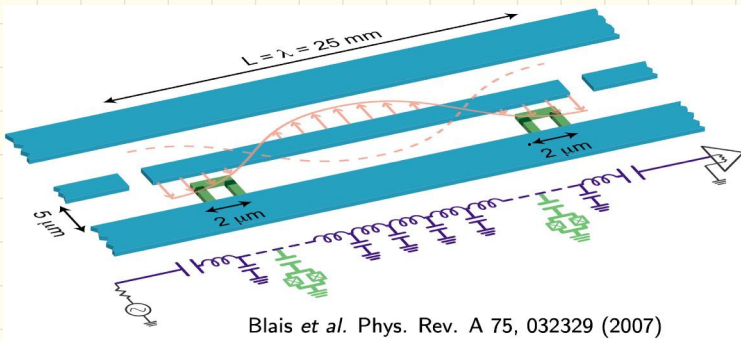 L = λ = 25 mm
5 μm
2 μm
2 μm
Blais et al. Phys. Rev. A 75, 032329 (2007)